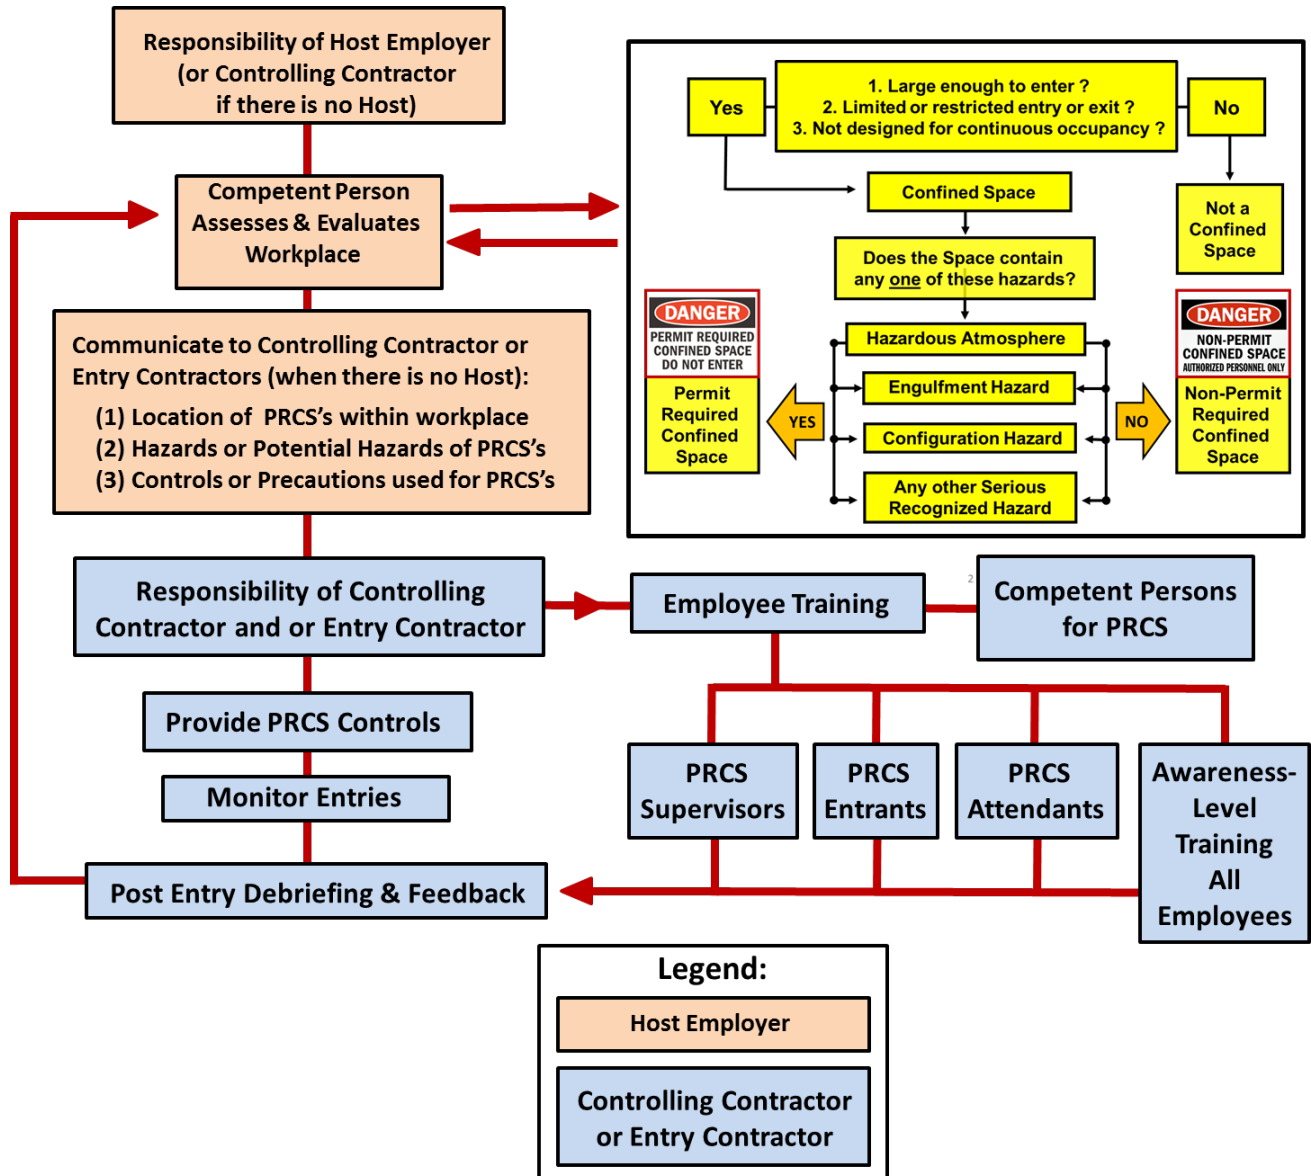 Responsibility of Host Employer
(or Controlling Contractor
if there is no Host)
Competent Person
Assesses & Evaluates
Workplace
Communicate to Controlling Contractor or
Entry Contractors (when there is no Host):
(1) Location of PRCS’s within workplace
(2) Hazards or Potential Hazards of PRCS’s
(3) Controls or Precautions used for PRCS’s
Yes
1. Large enough to enter ?
2. Limited or restricted entry or exit ?
3. Not designed for continuous occupancy ?
No
Confined Space
Not a
Confined
Space
Does the Space contain
any one of these hazards?
DANGER
PERMIT REQUIRED
CONFINED SPACE
DO NOT ENTER
Permit
Required
Confined
Space
YES
Hazardous Atmosphere
Engulfment Hazard
Configuration Hazard
Any other Serious
Recognized Hazard
NO
DANGER
NON-PERMIT
CONFINED SPACE
AUTHORIZED PERSONNEL ONLY
Non-Permit
Required
Confined
Space
Responsibility of Controlling
Contractor and or Entry Contractor
Employee Training
2
Competent Persons
for PRCS
Provide PRCS Controls
Monitor Entries
Post Entry Debriefing & Feedback
PRCS
Supervisors
PRCS
Entrants
PRCS
Attendants
Awareness-
Level
Training
All
Employees
Legend:
Host Employer
Controlling Contractor
or Entry Contractor